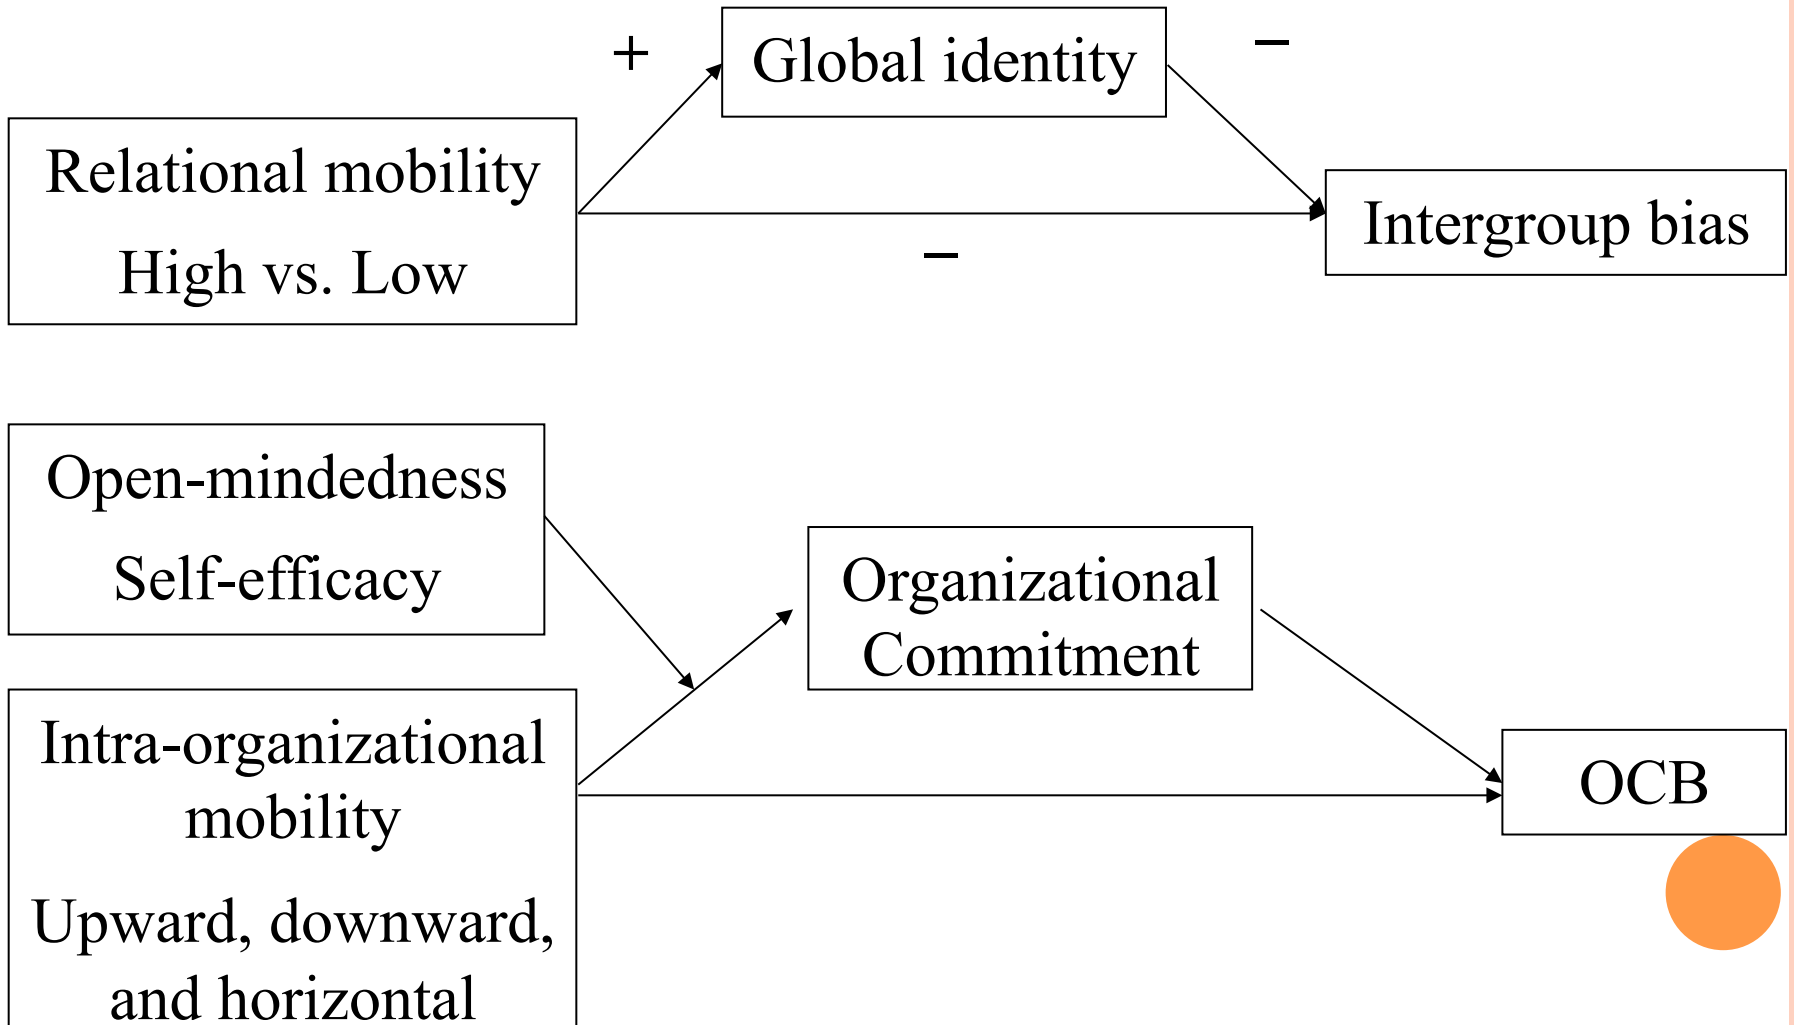 +
Global identity
−
Relational mobility
High vs. Low
Intergroup bias
−
Open-mindedness
Self-efficacy
Organizational
Commitment
Intra-organizational
mobility
Upward, downward,
and horizontal
OCB